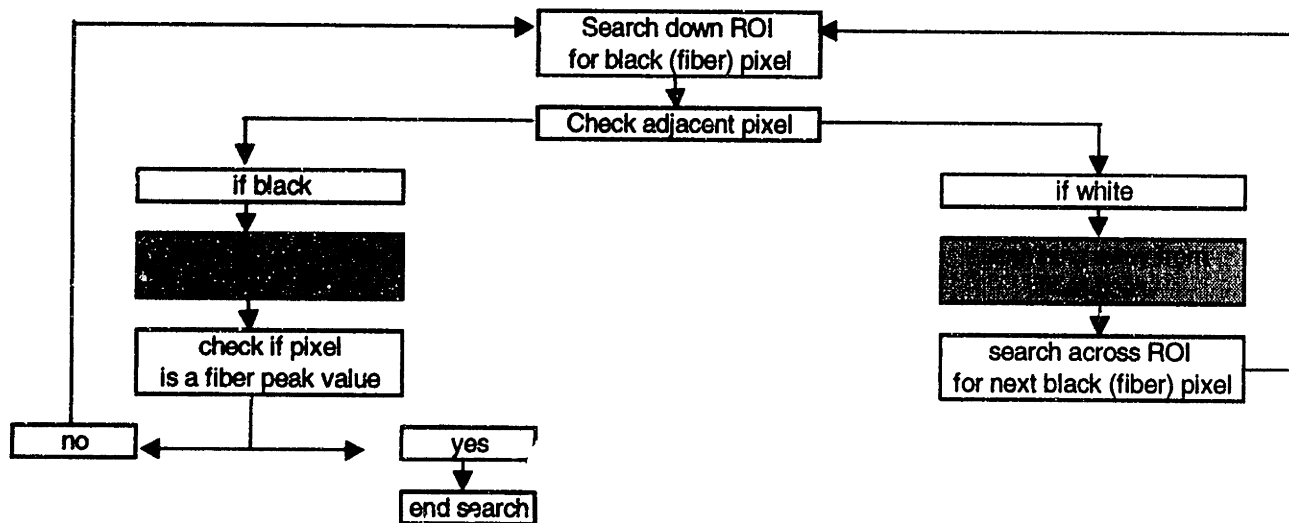 Search down ROI
for black (fiber) pixel
Check adjacent pixel
if black
if white
check if pixel
is a fiber peak value
search across ROI
for next black (fiber) pixel
no
yes
end search